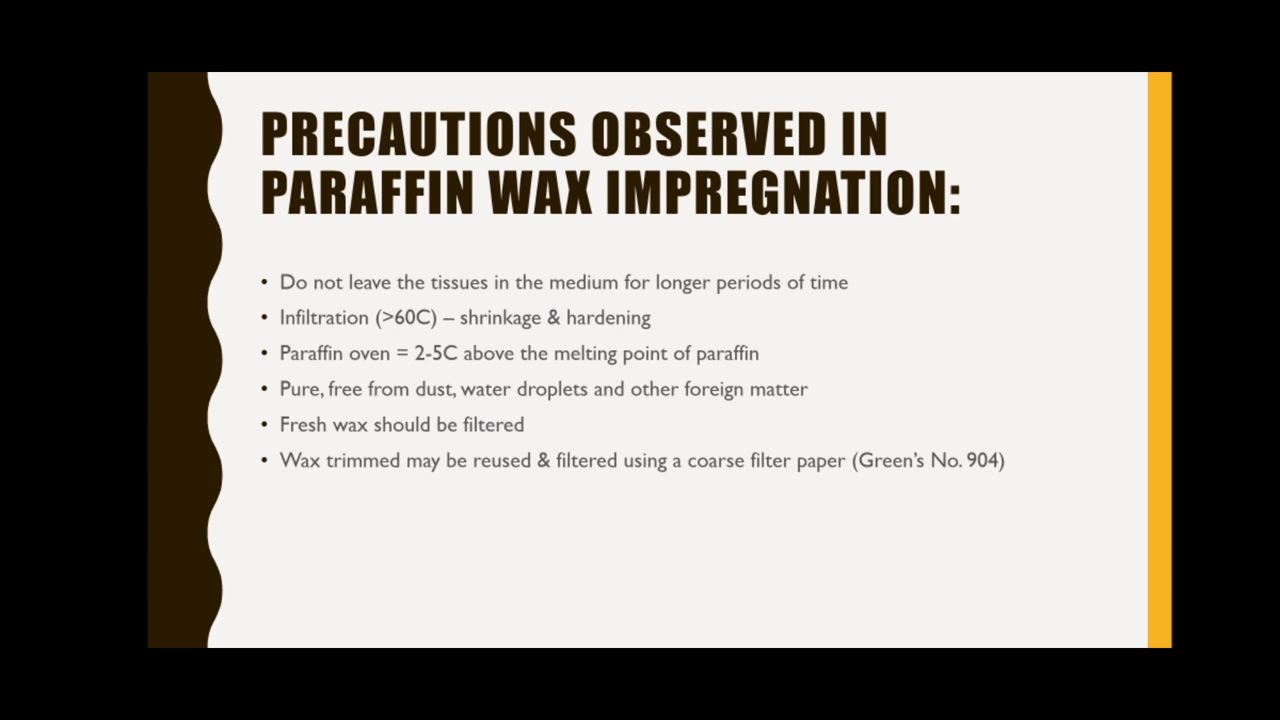 PRECAUTIONS OBSERVED IN
PARAFFIN WAX IMPREGNATION:
• Do not leave the tissues in the medium for longer periods of time
• Infiltration (>60C) – shrinkage & hardening
• Paraffin oven = 2-5C above the melting point of paraffin
• Pure, free from dust, water droplets and other foreign matter
• Fresh wax should be filtered
• Wax trimmed may be reused & filtered using a coarse filter paper (Green’s No. 904)